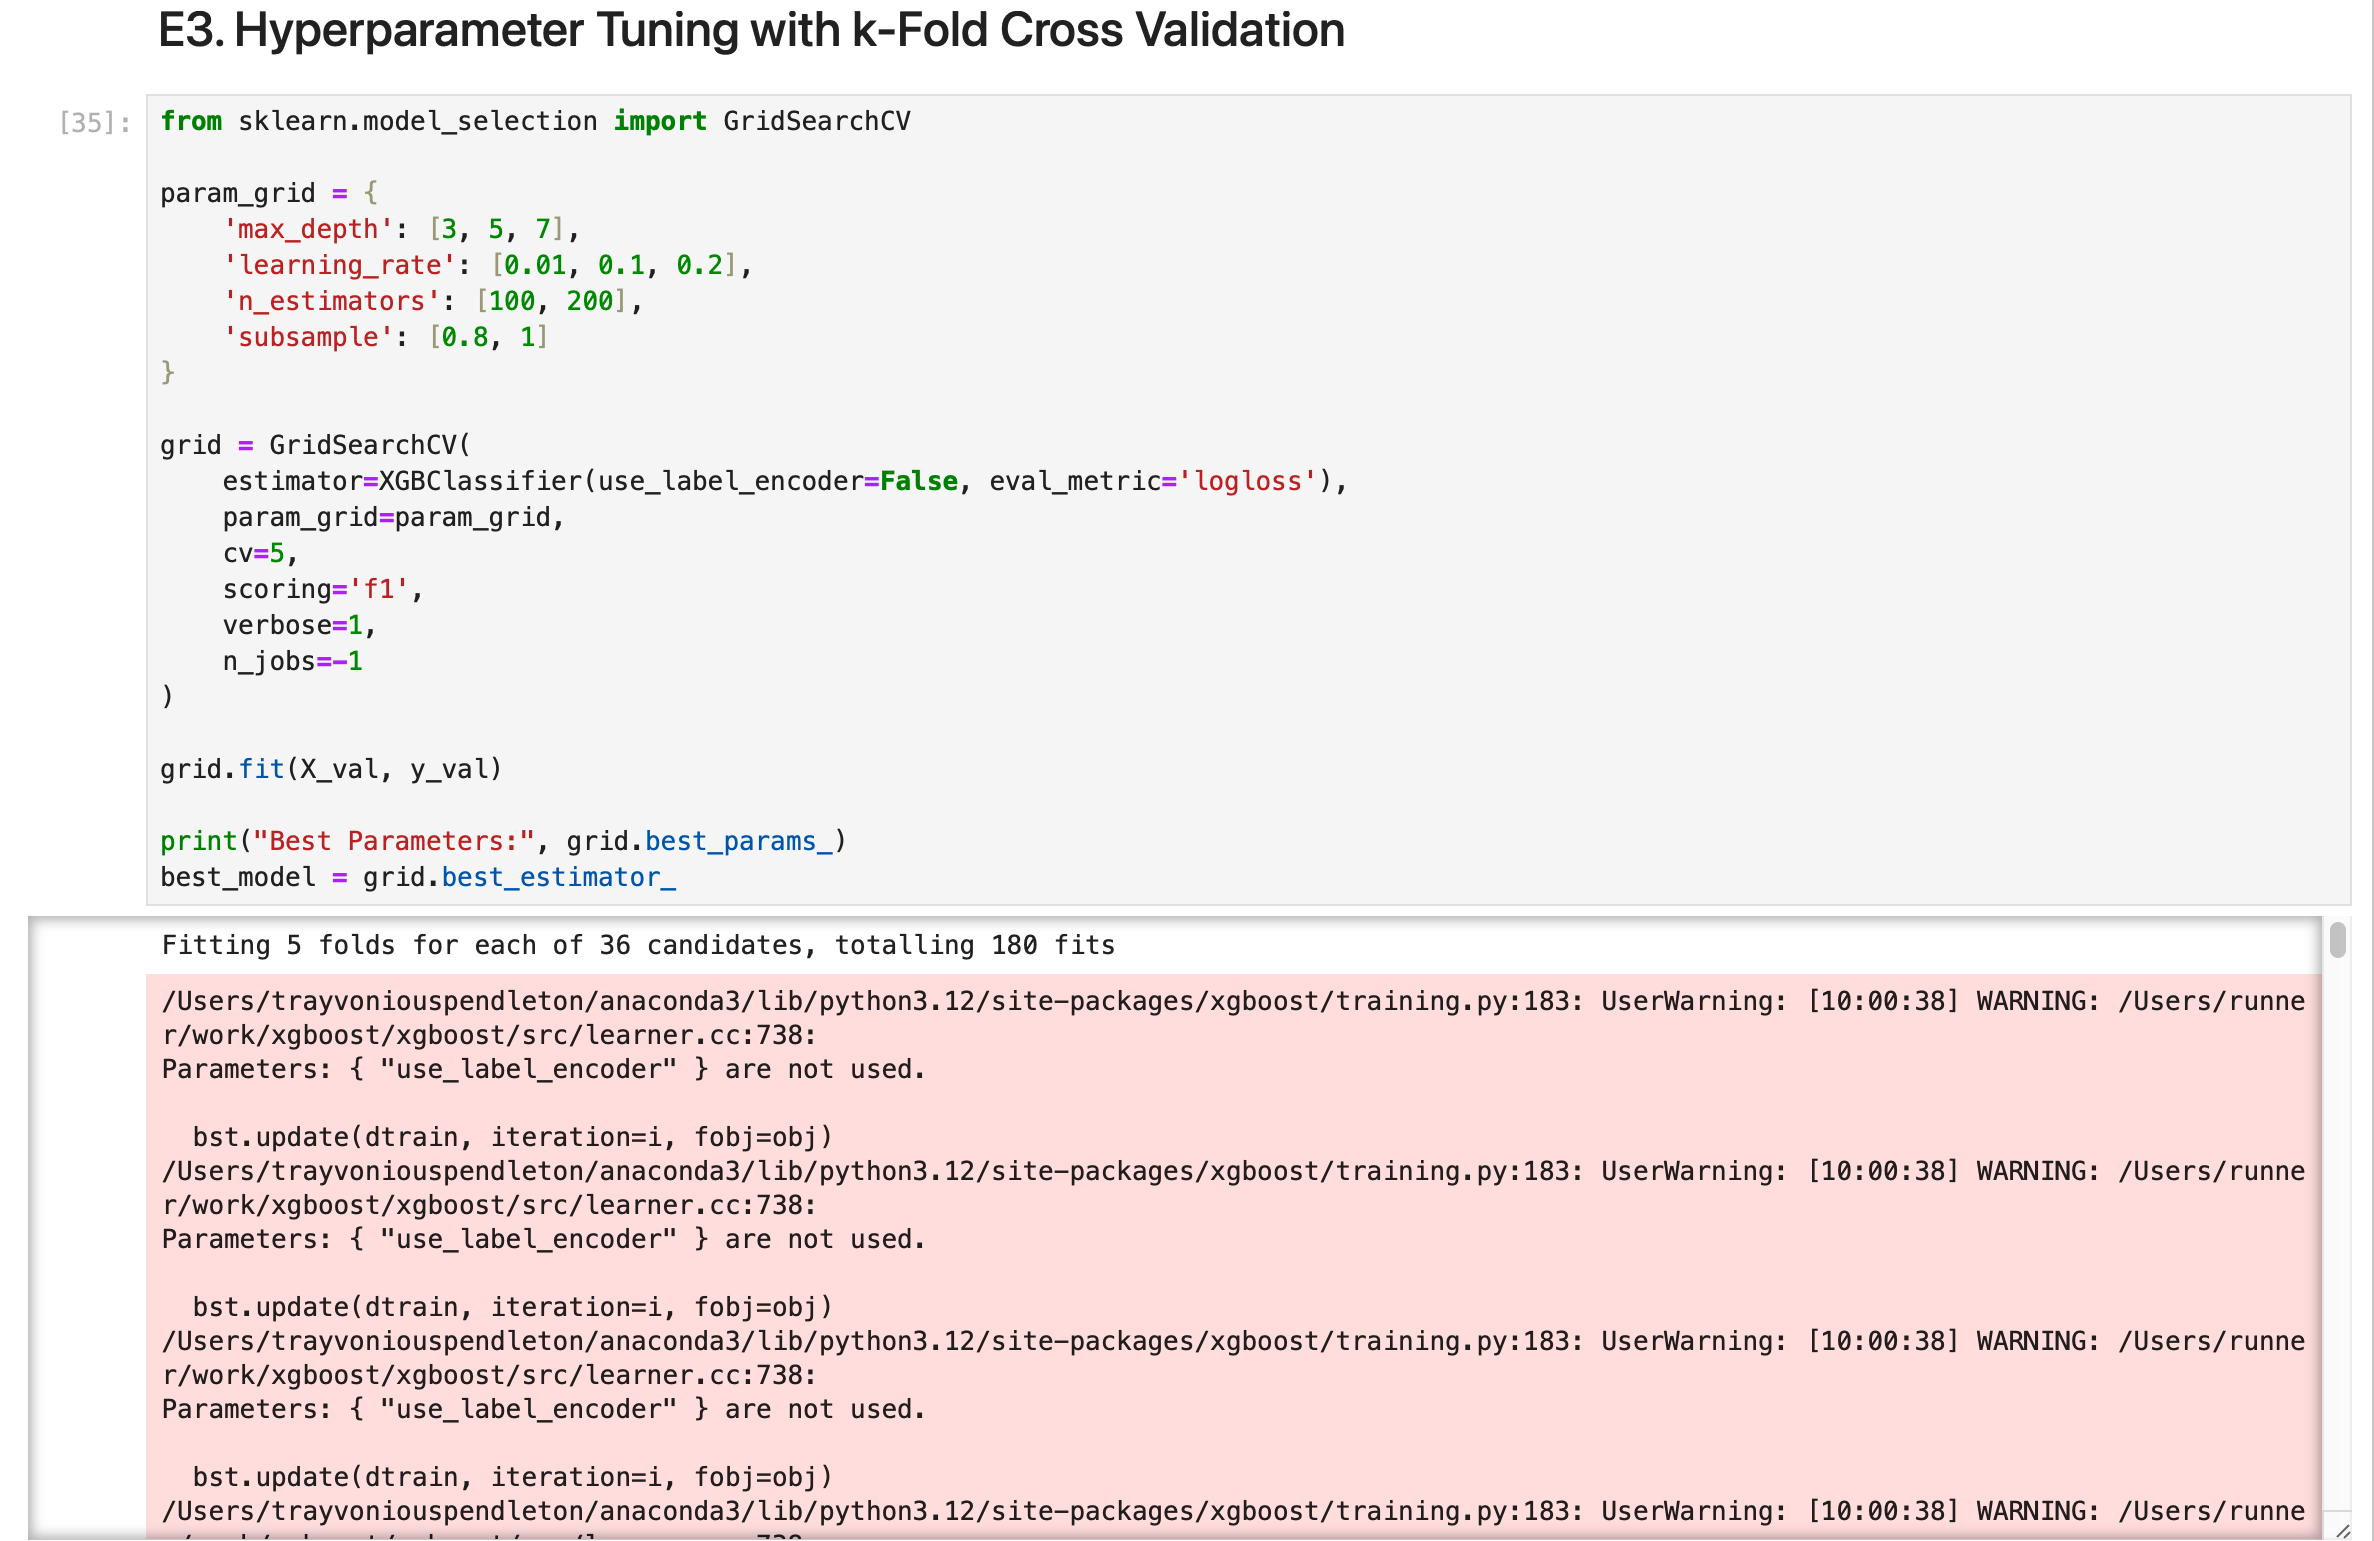 E3. Hyperparameter Tuning with k-Fold Cross Validation
[35]:
from sklearn.model_selection import GridSearchCV
param_grid = {
    'max_depth': [3, 5, 7],
    'learning_rate': [0.01, 0.1, 0.2],
    'n_estimators': [100, 200],
    'subsample': [0.8, 1]
}
grid = GridSearchCV(
    estimator=XGBClassifier(use_label_encoder=False, eval_metric='logloss'),
    param_grid=param_grid,
    cv=5,
    scoring='f1',
    verbose=1,
    n_jobs=-1
)
grid.fit(X_val, y_val)
print("Best Parameters:", grid.best_params_)
best_model = grid.best_estimator_
Fitting 5 folds for each of 36 candidates, totalling 180 fits
/Users/trayvoniouspendleton/anaconda3/lib/python3.12/site-packages/xgboost/training.py:183: UserWarning: [10:00:38] WARNING: /Users/runne
r/work/xgboost/xgboost/src/learner.cc:738:
Parameters: { "use_label_encoder" } are not used.
  bst.update(dtrain, iteration=i, fobj=obj)
/Users/trayvoniouspendleton/anaconda3/lib/python3.12/site-packages/xgboost/training.py:183: UserWarning: [10:00:38] WARNING: /Users/runne
r/work/xgboost/xgboost/src/learner.cc:738:
Parameters: { "use_label_encoder" } are not used.
  bst.update(dtrain, iteration=i, fobj=obj)
/Users/trayvoniouspendleton/anaconda3/lib/python3.12/site-packages/xgboost/training.py:183: UserWarning: [10:00:38] WARNING: /Users/runne
r/work/xgboost/xgboost/src/learner.cc:738:
Parameters: { "use_label_encoder" } are not used.
  bst.update(dtrain, iteration=i, fobj=obj)
/Users/trayvoniouspendleton/anaconda3/lib/python3.12/site-packages/xgboost/training.py:183: UserWarning: [10:00:38] WARNING: /Users/runne